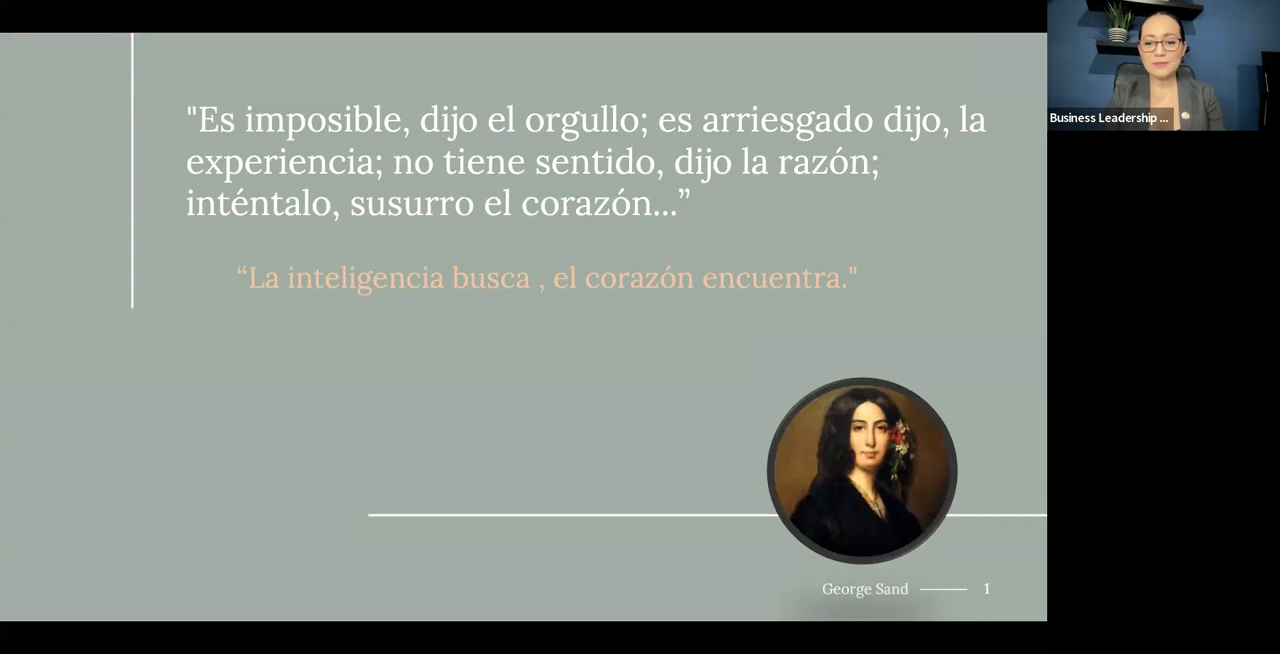 "Es imposible, dijo el orgullo; es arriesgado dijo, la
experiencia; no tiene sentido, dijo la razón;
inténtalo, susurro el corazón...”
“La inteligencia busca , el corazón encuentra."
George Sand
1
Business Leadership ...